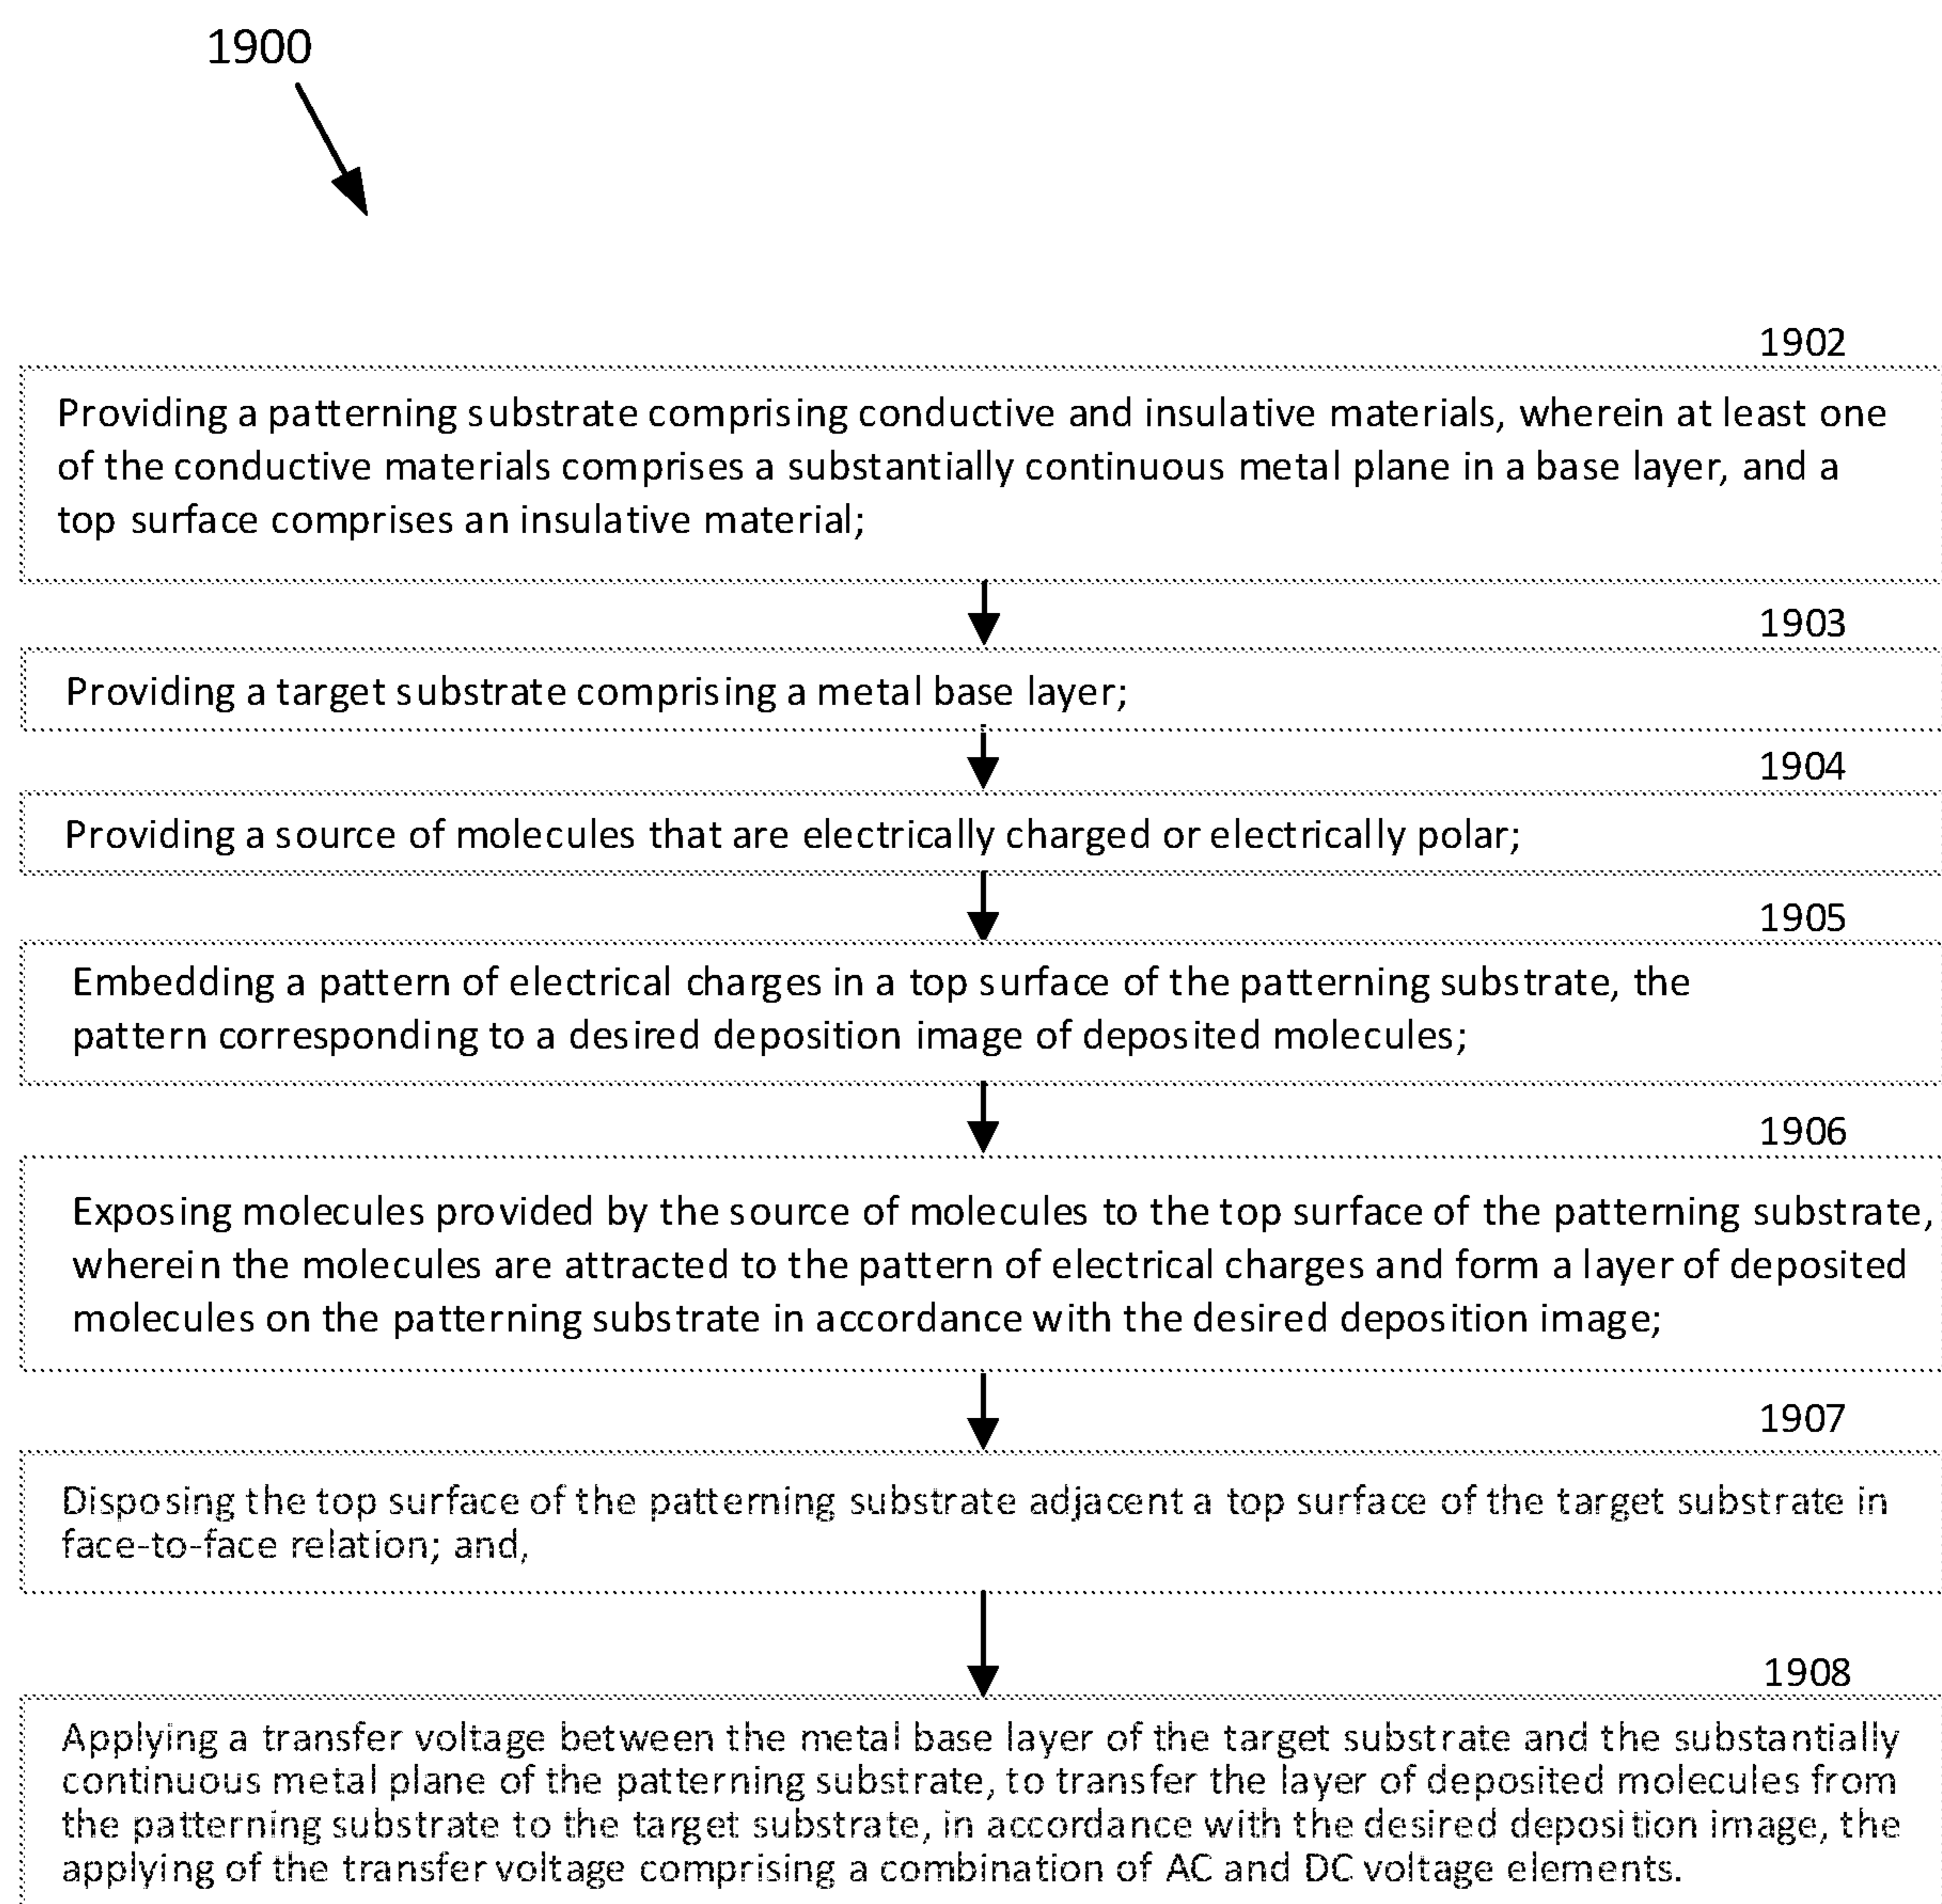 1900
1902
Providing a patterning substrate comprising conductive and insulative materials, wherein at least one
of the conductive materials comprises a substantially continuous metal plane in a base layer, and a
top surface comprises an insulative material;
1903
Providing a target substrate comprising a metal base layer;
1904
Providing a source of molecules that are electrically charged or electrically polar;
1905
Embedding a pattern of electrical charges in a top surface of the patterning substrate, the
pattern corresponding to a desired deposition image of deposited molecules;
1906
Exposing molecules provided by the source of molecules to the top surface of the patterning substrate,
wherein the molecules are attracted to the pattern of electrical charges and form a layer of deposited
molecules on the patterning substrate in accordance with the desired deposition image;
1907
Disposing the top surface of the patterning substrate adjacent a top surface of the target substrate in
face-to-face relation; and,
1908
Applying a transfer voltage between the metal base layer of the target substrate and the substantially
continuous metal plane of the patterning substrate, to transfer the layer of deposited molecules from
the patterning substrate to the target substrate, in accordance with the desired deposition image, the
applying of the transfer voltage comprising a combination of AC and DC voltage elements.